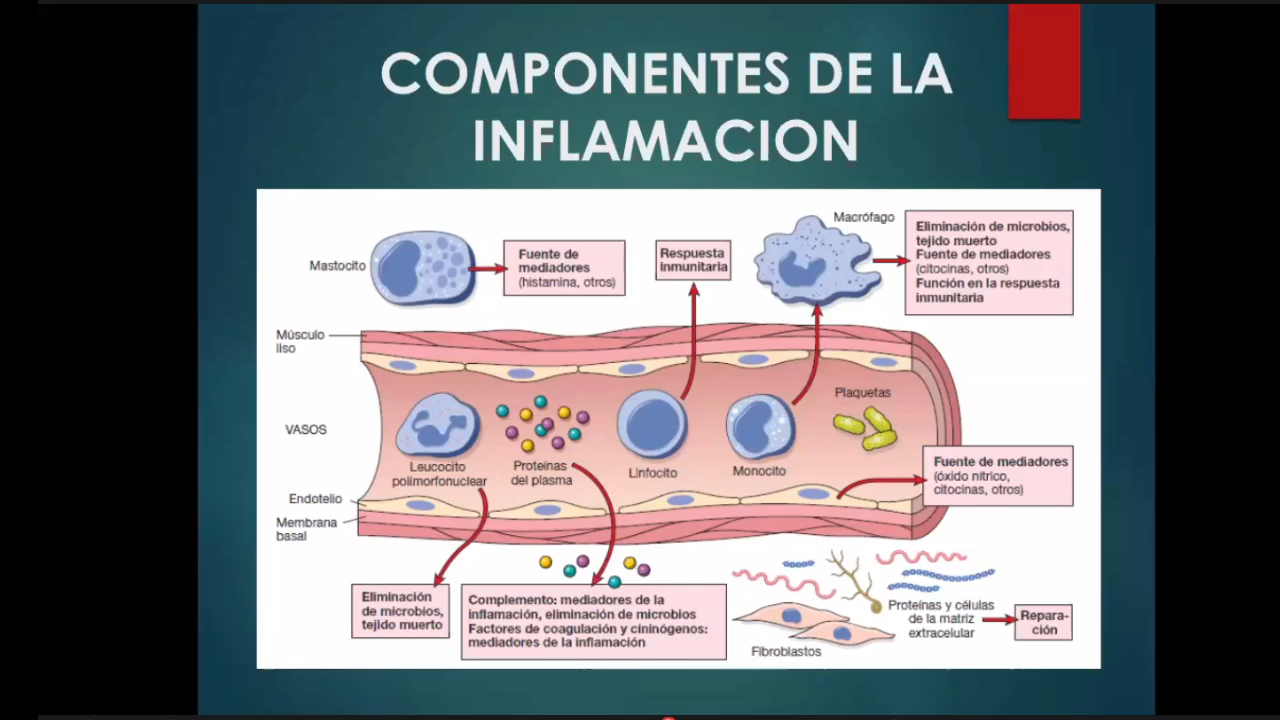 COMPONENTES DE LA
INFLAMACION
Mastocito
Fuente de
mediadores
(histamina, otros)
Respuesta
inmunitaria
Macrófago
Eliminación de microbios,
tejido muerto
Fuente de mediadores
(citocinas, otros)
Función en la respuesta
inmunitaria
Músculo
liso
VASOS
Leucocito
polimorfonuclear
Proteínas
del plasma
Linfocito
Monocito
Plaquetas
Fuente de mediadores
(óxido nítrico,
citocinas, otros)
Endotelio
Membrana
basal
Eliminación
de microbios,
tejido muerto
Complemento: mediadores de la
inflamación, eliminación de microbios
Factores de coagulación y cininógenos:
mediadores de la inflamación
Fibroblastos
Proteínas y células
de la matriz
extracelular
Repara-
ción